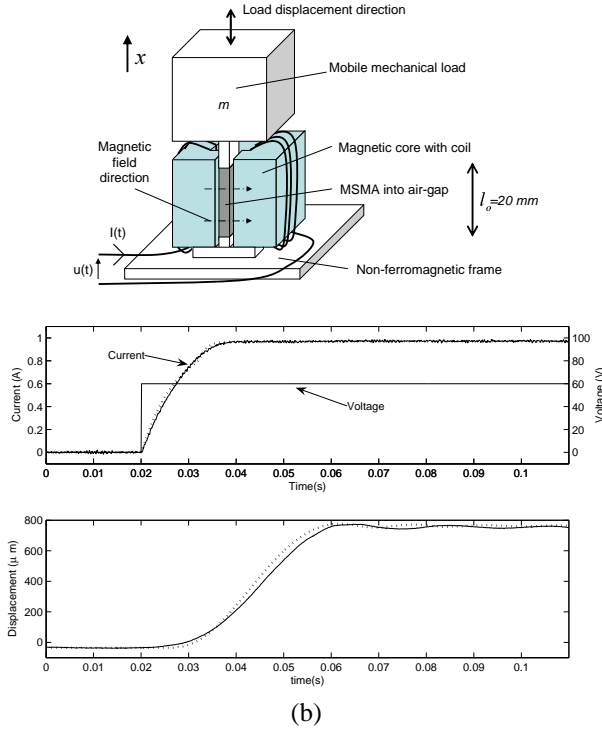 Load displacement direction
x
Mobile mechanical load
m
Magnetic field direction
Magnetic core with coil
MSMA into air-gap
l_o=20 mm
I(t)
u(t)
Non-ferromagnetic frame
Current (A)
1
0.8
0.6
0.4
0.2
0
Current
Voltage
100
80
60
40
20
0
Voltage (V)
0 0.01 0.02 0.03 0.04 0.05 0.06 0.07 0.08 0.09 0.1
Time(s)
Displacement (μ m)
800
600
400
200
0
0 0.01 0.02 0.03 0.04 0.05 0.06 0.07 0.08 0.09 0.1
time(s)
(b)